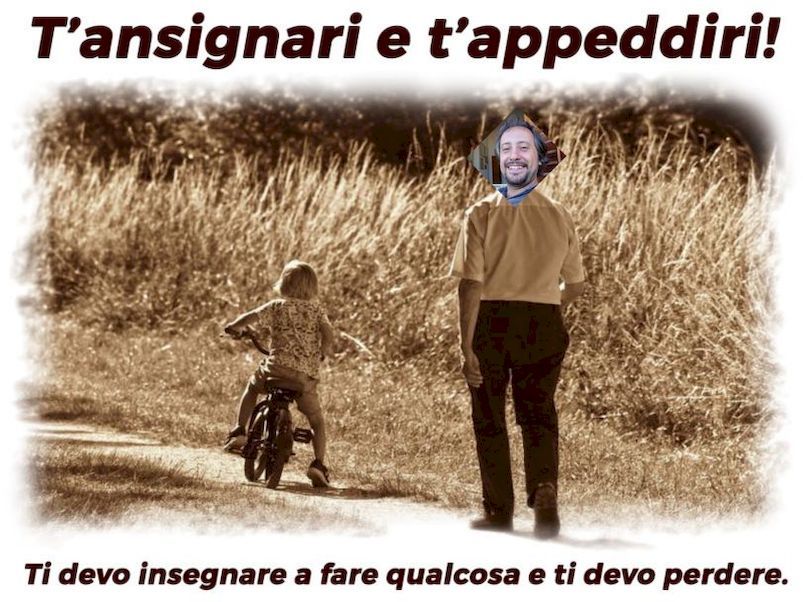 T'ansignari e t'appeddiri!
Ti devo insegnare a fare qualcosa e ti devo perdere.